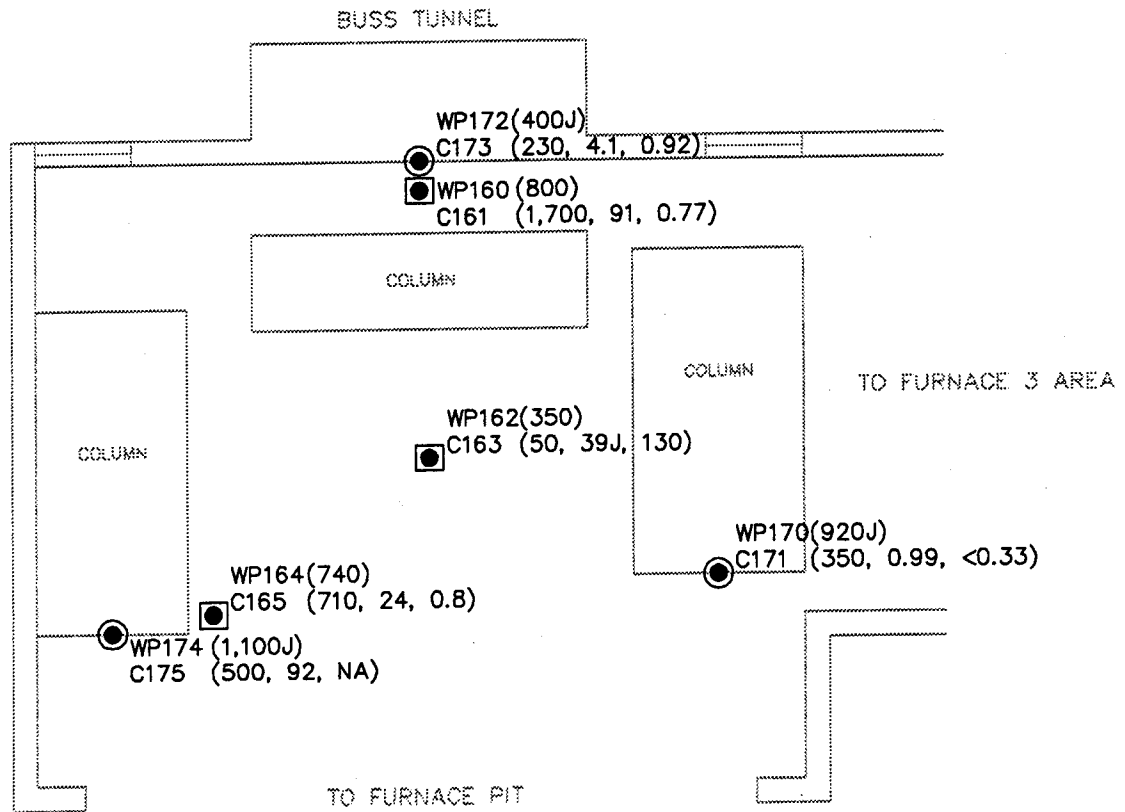 BUSS TUNNEL
WP172(400J)
C173 (230, 4.1, 0.92)
WP160(800)
C161 (1,700, 91, 0.77)
COLUMN
COLUMN
TO FURNACE 3 AREA
WP162(350)
C163 (50, 39J, 130)
COLUMN
WP170(920J)
C171 (350, 0.99, <0.33)
WP164(740)
C165 (710, 24, 0.8)
WP174(1,100J)
C175 (500, 92, NA)
TO FURNACE PIT